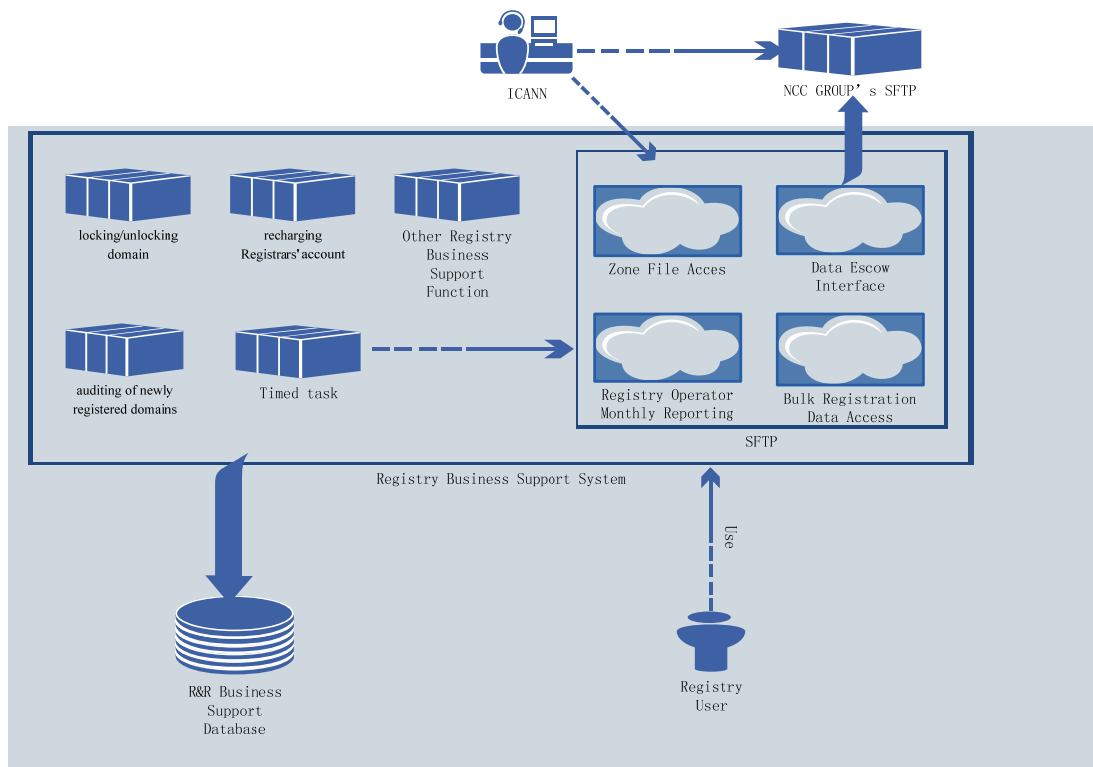 ICANN
NCC GROUP's SFTP
locking/unlocking
domain
recharging
Registrars' account
Other Registry
Business
Support
Function
Zone File Acces
Data Escow
Interface
auditing of newly
registered domains
Timed task
Registry Operator
Monthly Reporting
Bulk Registration
Data Access
SFTP
Registry Business Support System
Use
R&R Business
Support
Database
Registry
User